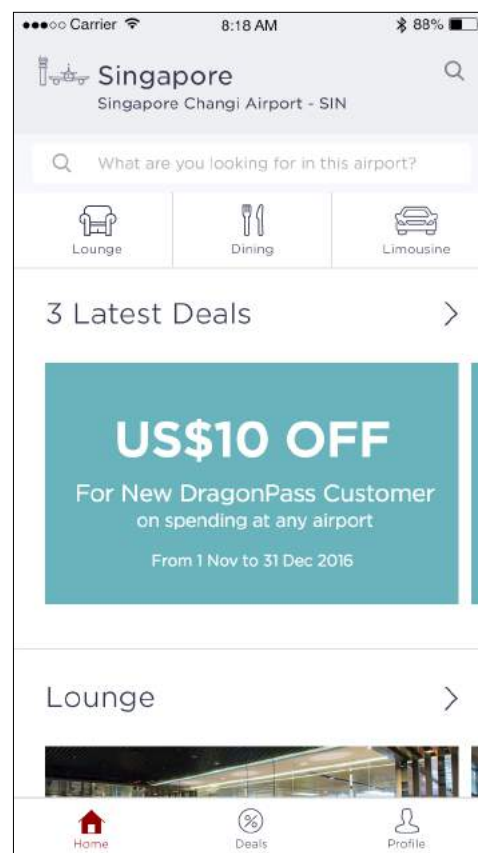 Carrier 8:18 AM 88%
Singapore
Singapore Changi Airport - SIN
What are you looking for in this airport?
Lounge Dining Limousine
3 Latest Deals
US$10 OFF
For New DragonPass Customer
on spending at any airport
From 1 Nov to 31 Dec 2016
Lounge
Home Deals Profile